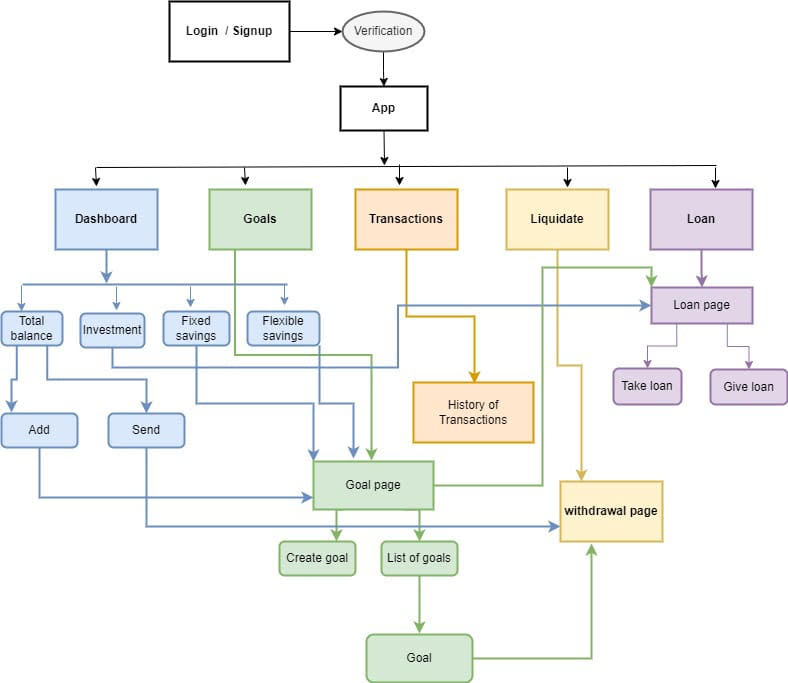 Login / Signup
Verification
App
Dashboard
Goals
Transactions
Liquidate
Loan
Total
balance
Investment
Fixed
savings
Flexible
savings
Loan page
Take loan
Give loan
History of
Transactions
Add
Send
Goal page
withdrawal page
Create goal
List of goals
Goal